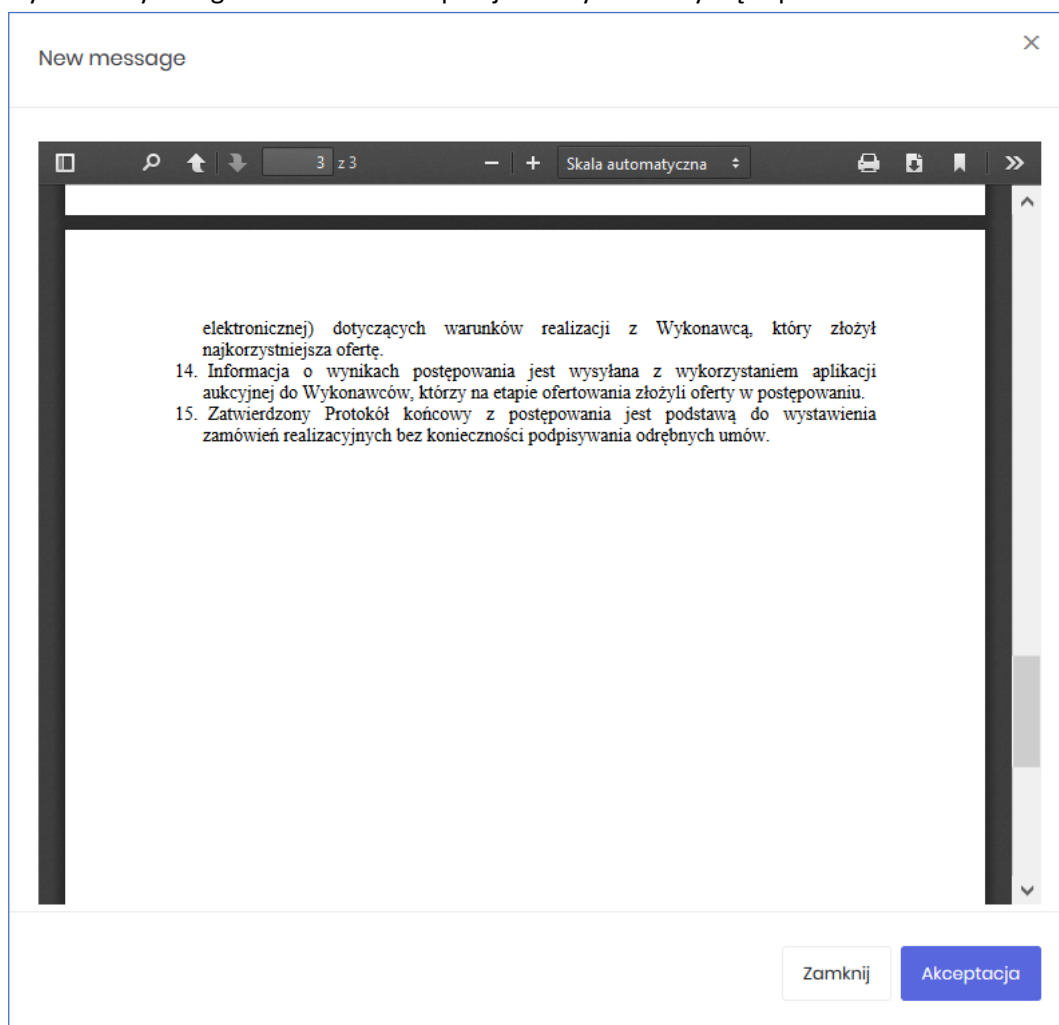 New message
×
3 z 3
Skala automatyczna
elektronicznej) dotyczących warunków realizacji z Wykonawcą, który złożył
najkorzystniejsza ofertę.
14. Informacja o wynikach postępowania jest wysyłana z wykorzystaniem aplikacji
aukcyjnej do Wykonawców, którzy na etapie ofertowania złożyli oferty w postępowaniu.
15. Zatwierdzony Protokół końcowy z postępowania jest podstawą do wystawienia
zamówień realizacyjnych bez konieczności podpisywania odrębnych umów.
Zamknij Akceptacja